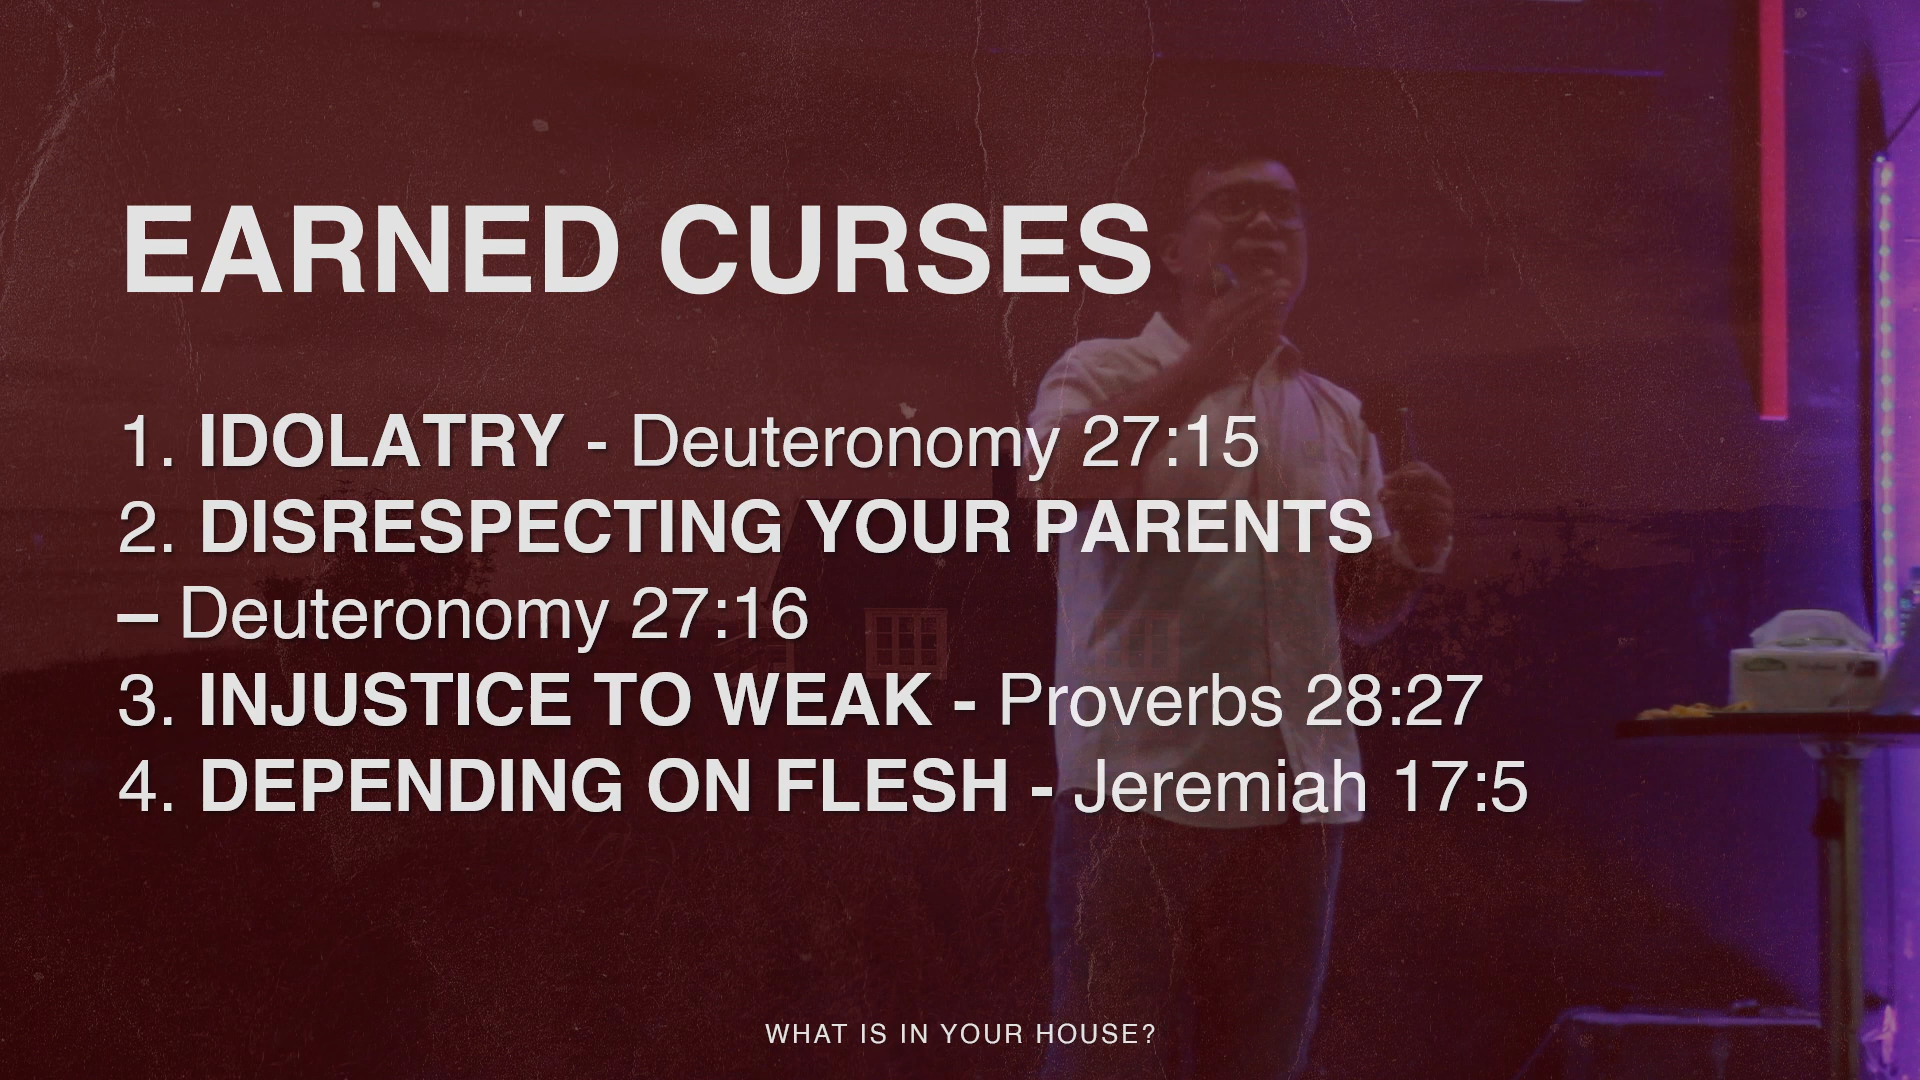 EARNED CURSES
1. IDOLATRY - Deuteronomy 27:15
2. DISRESPECTING YOUR PARENTS
– Deuteronomy 27:16
3. INJUSTICE TO WEAK - Proverbs 28:27
4. DEPENDING ON FLESH - Jeremiah 17:5
WHAT IS IN YOUR HOUSE?